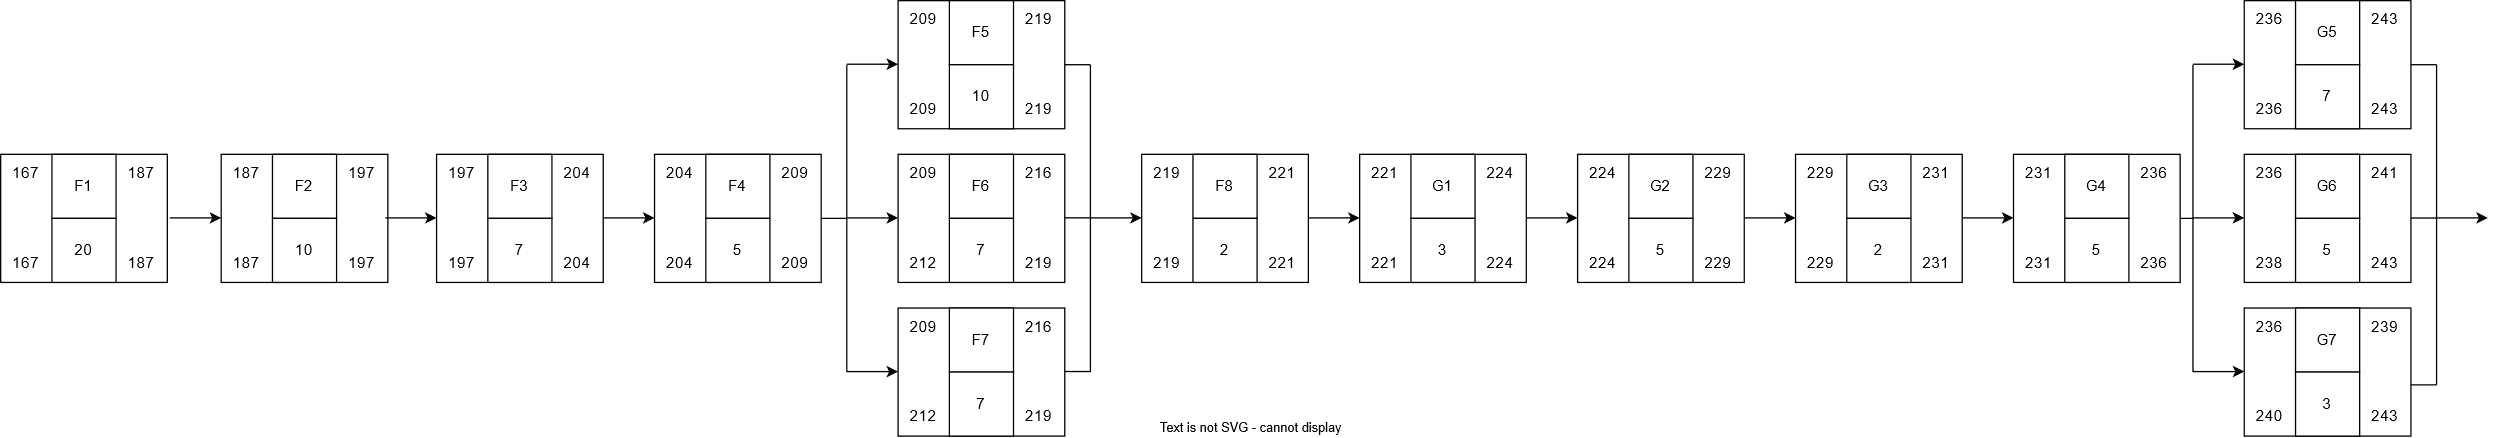 209 F5 219
10
209 219
167 F1 187
20
167 187
187 F2 197
10
187 197
197 F3 204
7
197 204
204 F4 209
5
204 209
209 F6 216
7
212 219
209 F7 216
7
212 219
219 F8 221
2
219 221
221 G1 224
3
221 224
224 G2 229
5
224 229
229 G3 231
2
229 231
231 G4 236
5
231 236
236 G5 243
7
236 243
236 G6 241
5
238 243
236 G7 239
3
240 243
Text is not SVG - cannot display